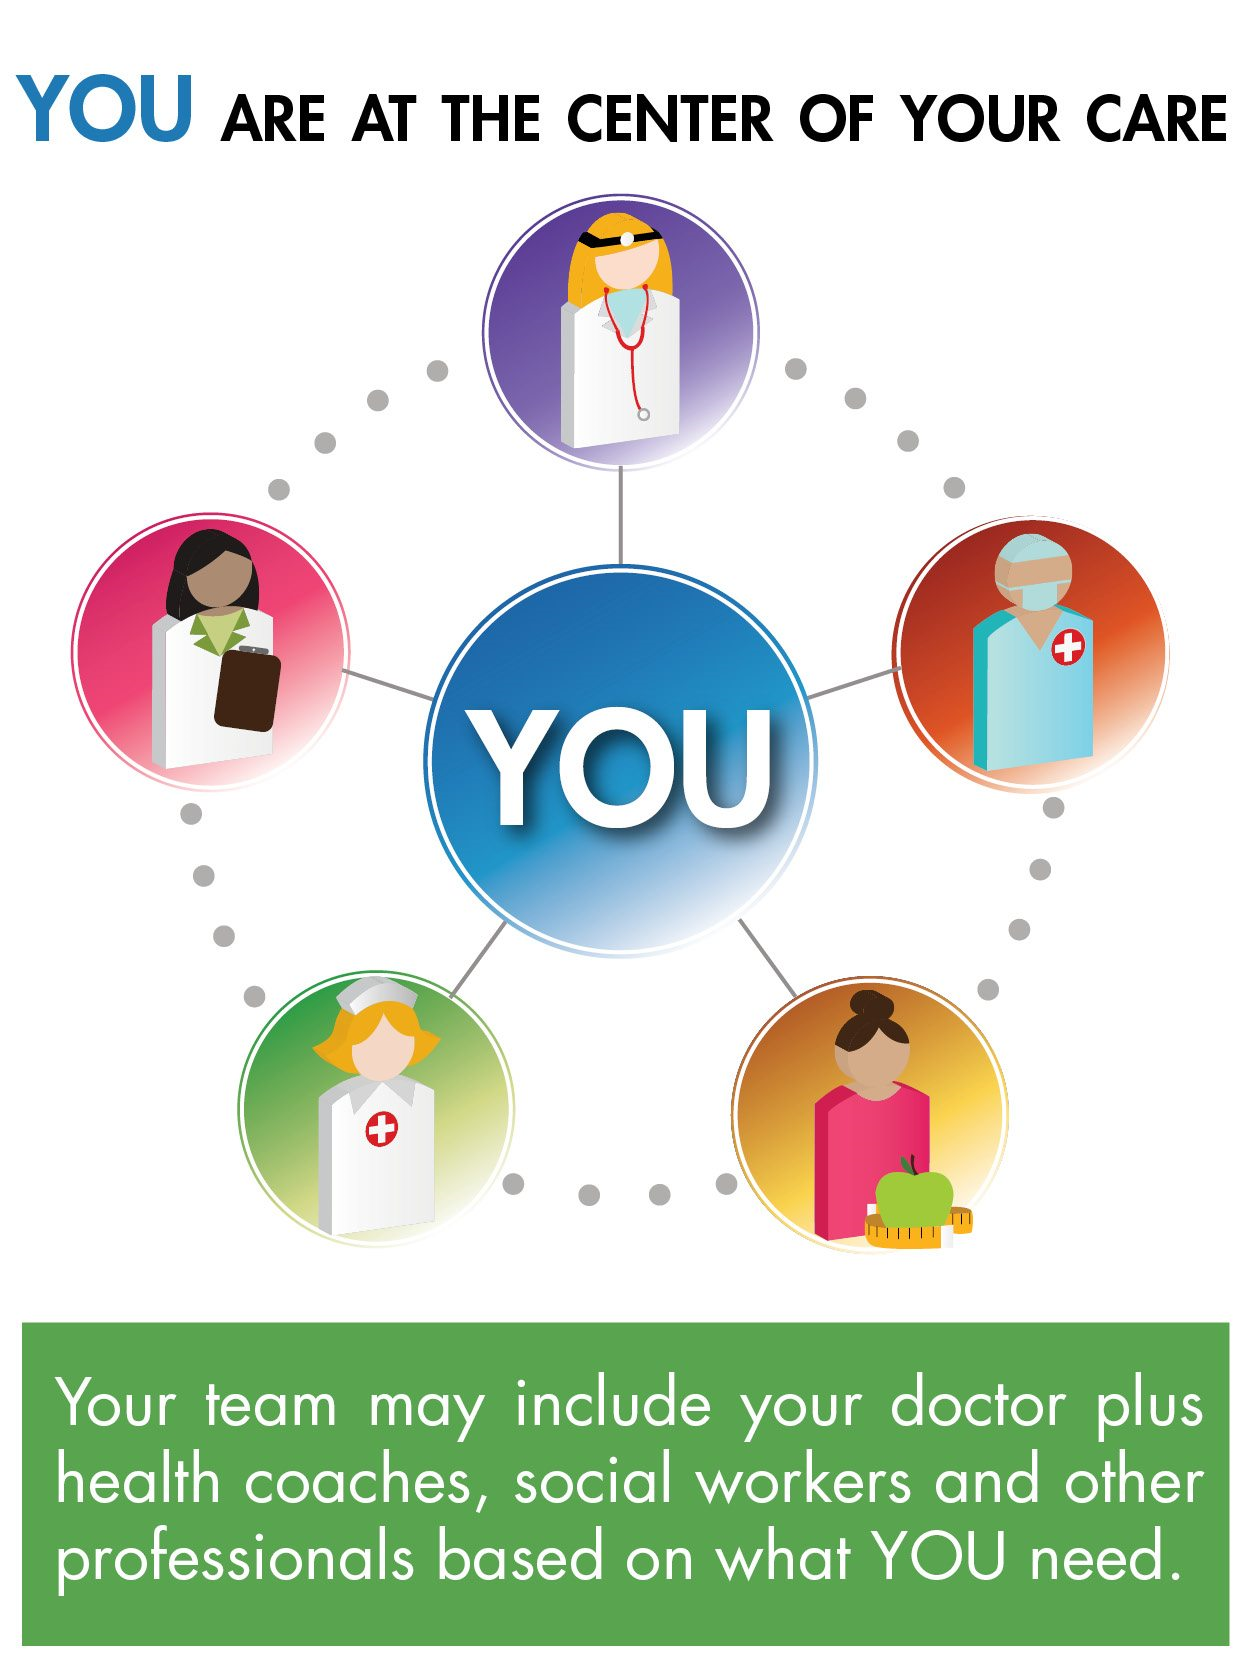 YOU ARE AT THE CENTER OF YOUR CARE
YOU
Your team may include your doctor plus
health coaches, social workers and other
professionals based on what YOU need.